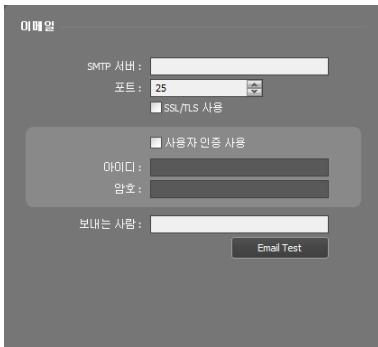 이메일
SMTP 서버 :
포트 : 25
SSL/TLS 사용
사용자 인증 사용
아이디 :
암호 :
보내는 사람 :
Email Test